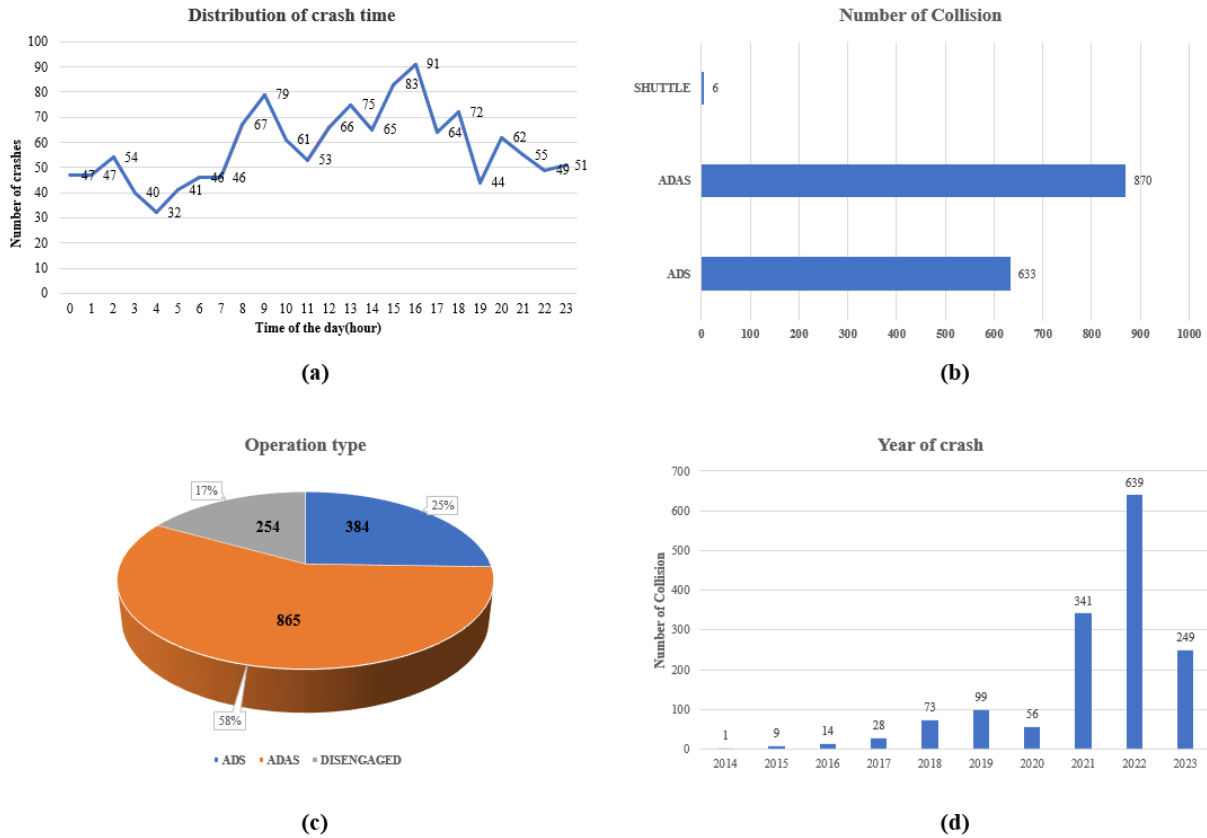 Distribution of crash time
Number of crashes
100
90
80
70
60
50
40
30
20
10
0
47 47 54 40 32 41 46 46 67 79 61 53 66 75 65 83 91 64 72 44 62 55 49 51
0 1 2 3 4 5 6 7 8 9 10 11 12 13 14 15 16 17 18 19 20 21 22 23
Time of the day(hour)
(a)
Number of Collision
SHUTTLE 6
ADAS 870
ADS 633
0 100 200 300 400 500 600 700 800 900 1000
(b)
Operation type
17%
25%
254
384
865
58%
ADS ADAS DISENGAGED
(c)
Year of crash
Number of Collision
700
600
500
400
300
200
100
0
1 9 14 28 73 99 56 341 639 249
2014 2015 2016 2017 2018 2019 2020 2021 2022 2023
(d)